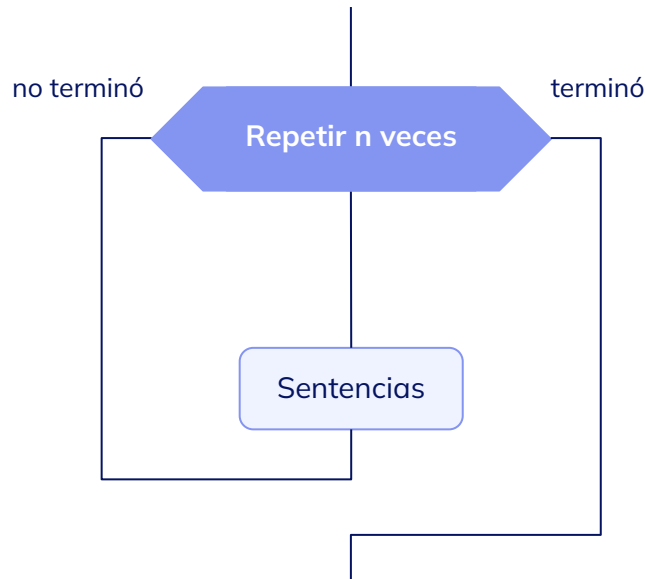 no terminó
terminó
Repetir n veces
Sentencias